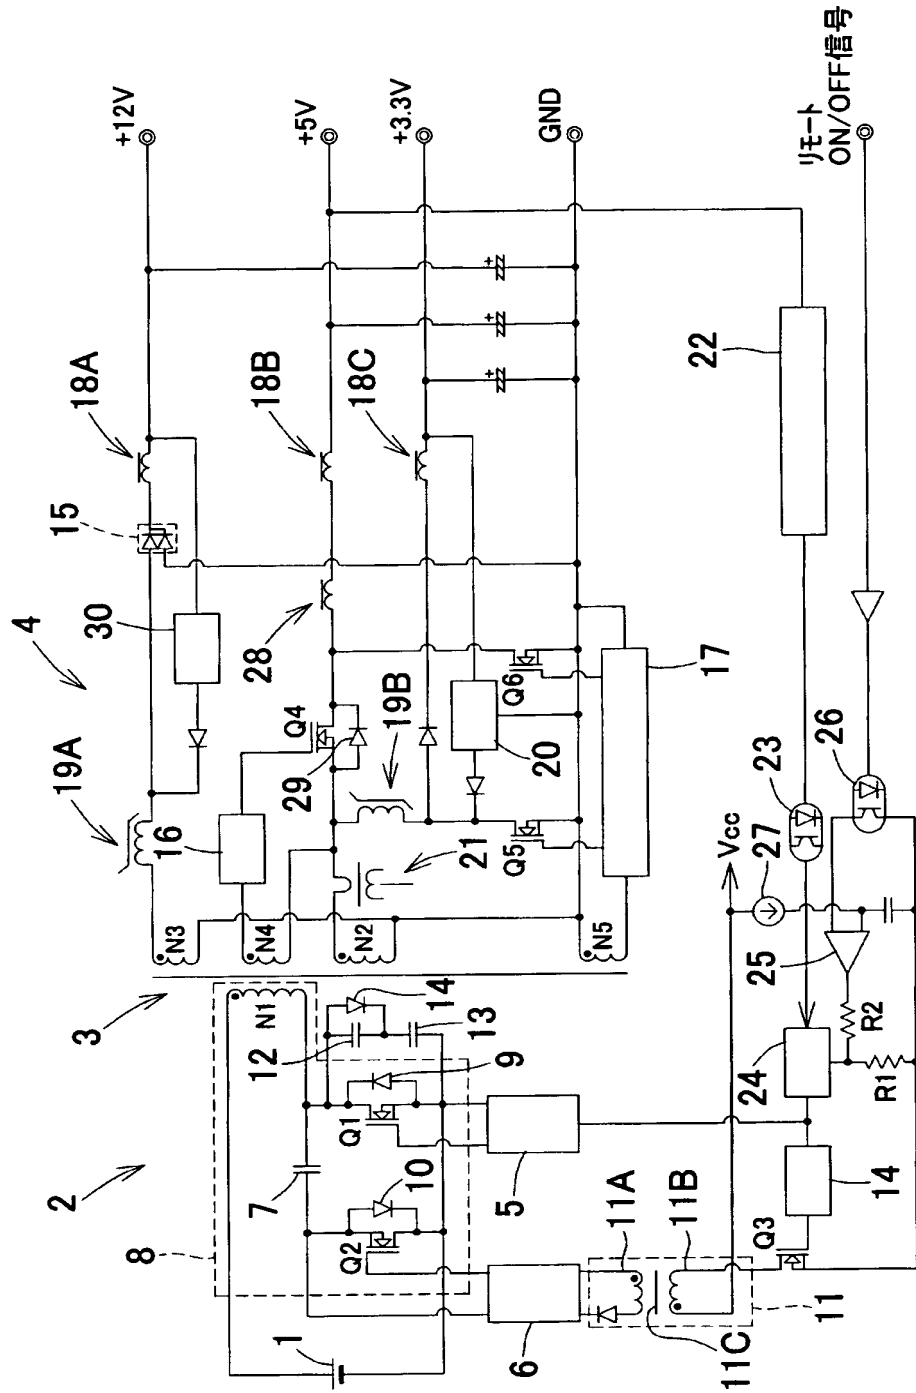 +12V
+5V
+3.3V
GND
リモート
ON/OFF信号
18A
18B
18C
15
22
4
30
28
17
19A
16
Q4
29
19B
20
Q6
Q5
21
23
26
27
Vcc
N3
N4
N2
N5
25
3
N1
14
12
13
9
Q1
R2
24
R1
2
7
10
5
14
8
Q2
11A
11B
Q3
1
6
11C
11